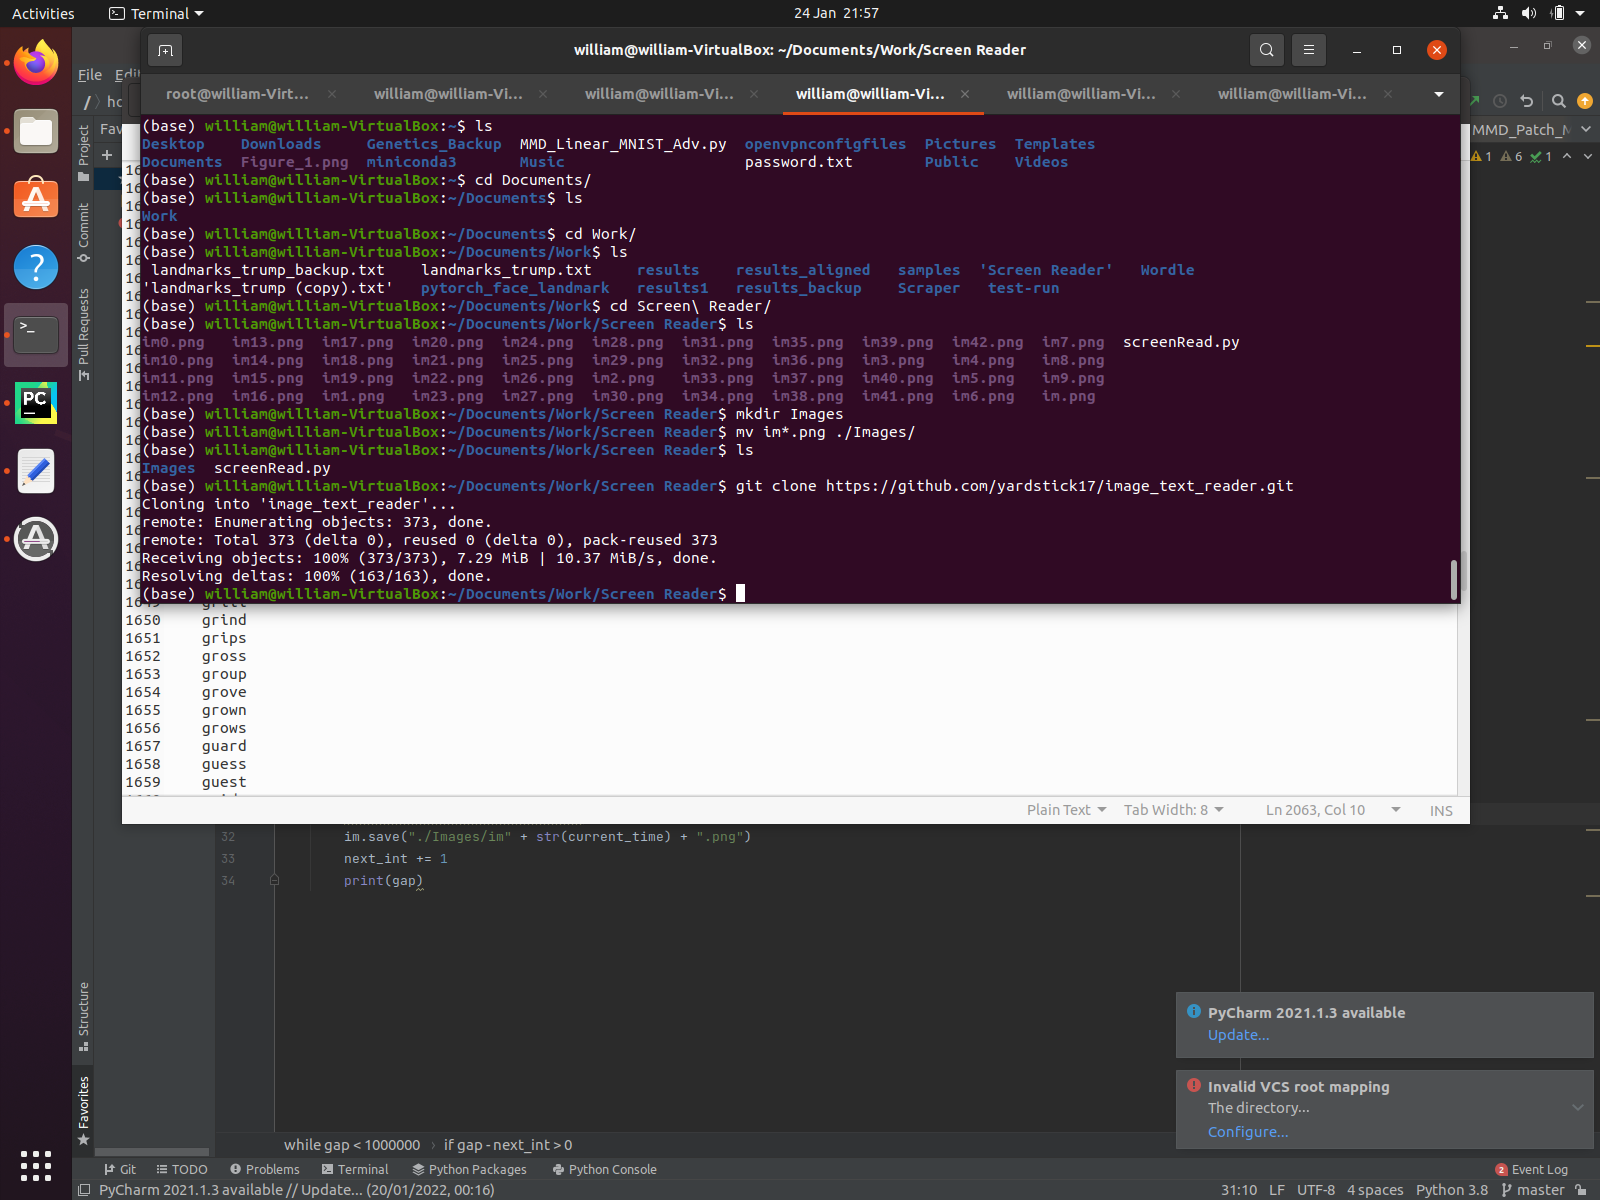 Activities Terminal 24 Jan 21:57
william@william-VirtualBox: ~/Documents/Work/Screen Reader
File
root@william-Virt... william@william-Vi... william@william-Vi... william@william-Vi... william@william-Vi... william@william-Vi...
(base) william@william-VirtualBox:~$ ls
Desktop Downloads Genetics_Backup MMD_Linear_MNIST_Adv.py openvpnconfigfiles Pictures Templates
Documents Figure_1.png miniconda3 Music password.txt Public Videos
(base) william@william-VirtualBox:~$ cd Documents/
(base) william@william-VirtualBox:~/Documents$ ls
Work
(base) william@william-VirtualBox:~/Documents$ cd Work/
(base) william@william-VirtualBox:~/Documents/Work$ ls
landmarks_trump_backup.txt landmarks_trump.txt results results_aligned samples 'Screen Reader' Wordle
'landmarks_trump (copy).txt' pytorch_face_landmark results1 results_backup Scraper test-run
(base) william@william-VirtualBox:~/Documents/Work$ cd Screen\ Reader/
(base) william@william-VirtualBox:~/Documents/Work/Screen Reader$ ls
im0.png im13.png im17.png im20.png im24.png im28.png im31.png im35.png im39.png im42.png im7.png screenRead.py
im10.png im14.png im18.png im21.png im25.png im29.png im32.png im36.png im3.png im4.png im8.png
im11.png im15.png im19.png im22.png im26.png im2.png im33.png im37.png im40.png im5.png im9.png
im12.png im16.png im1.png im23.png im27.png im30.png im34.png im38.png im41.png im6.png im.png
(base) william@william-VirtualBox:~/Documents/Work/Screen Reader$ mkdir Images
(base) william@william-VirtualBox:~/Documents/Work/Screen Reader$ mv im*.png ./Images/
(base) william@william-VirtualBox:~/Documents/Work/Screen Reader$ ls
Images screenRead.py
(base) william@william-VirtualBox:~/Documents/Work/Screen Reader$ git clone https://github.com/yardstick17/image_text_reader.git
Cloning into 'image_text_reader'...
remote: Enumerating objects: 373, done.
remote: Total 373 (delta 0), reused 0 (delta 0), pack-reused 373
Receiving objects: 100% (373/373), 7.29 MiB | 10.37 MiB/s, done.
Resolving deltas: 100% (163/163), done.
(base) william@william-VirtualBox:~/Documents/Work/Screen Reader$
1650 grind
1651 grips
1652 gross
1653 group
1654 grove
1655 grown
1656 grows
1657 guard
1658 guess
1659 guest
Plain Text Tab Width: 8 Ln 2063, Col 10 INS
32 im.save("./Images/im" + str(current_time) + ".png")
33 next_int += 1
34 print(gap)
MMD_Patch_M
1 6 1
Project
Commit
Pull Requests
Structure
Favorites
PyCharm 2021.1.3 available
Update...
Invalid VCS root mapping
The directory...
Configure...
while gap < 1000000 › if gap - next_int > 0
Git TODO Problems Terminal Python Packages Python Console 2 Event Log
PyCharm 2021.1.3 available // Update... (20/01/2022, 00:16) 31:10 LF UTF-8 4 spaces Python 3.8 master